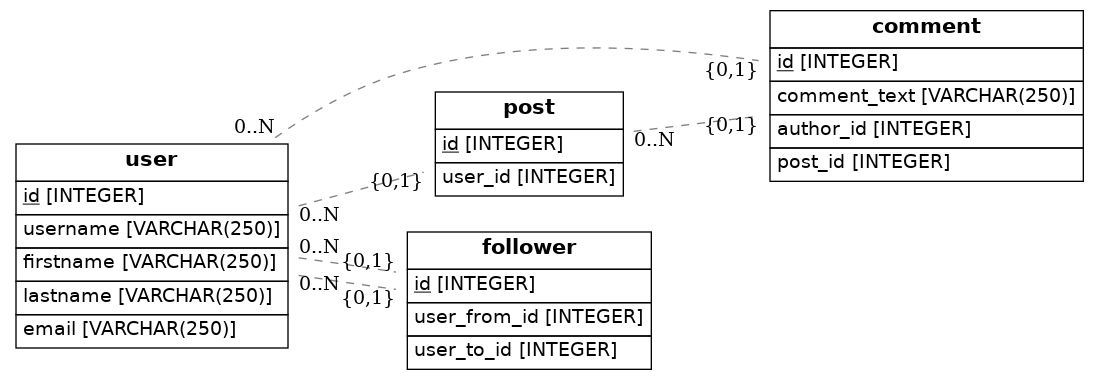 comment
id [INTEGER]
comment_text [VARCHAR(250)]
author_id [INTEGER]
post_id [INTEGER]
{0,1}
{0,1}
post
id [INTEGER]
user_id [INTEGER]
0..N
{0,1}
0..N
user
id [INTEGER]
username [VARCHAR(250)]
firstname [VARCHAR(250)]
lastname [VARCHAR(250)]
email [VARCHAR(250)]
0..N
0..N
{0,1}
0..N
{0,1}
follower
id [INTEGER]
user_from_id [INTEGER]
user_to_id [INTEGER]